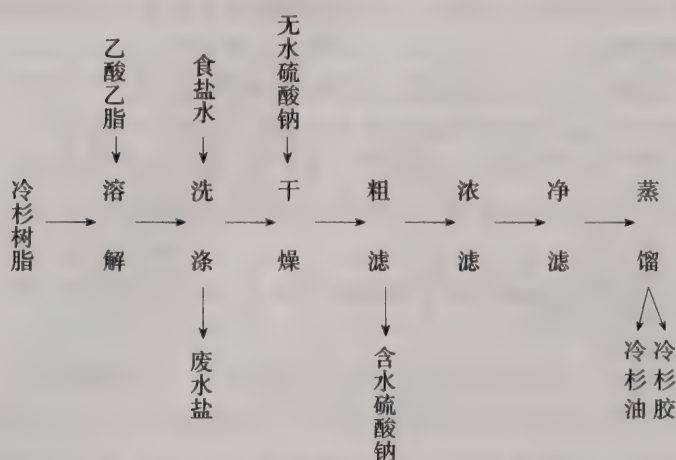 冷杉树脂
乙酸乙脂
溶解
食盐水
洗涤
废水盐
无水硫酸钠
干燥
粗滤
含水硫酸钠
浓滤
净滤
蒸馏
冷杉油
冷杉胶